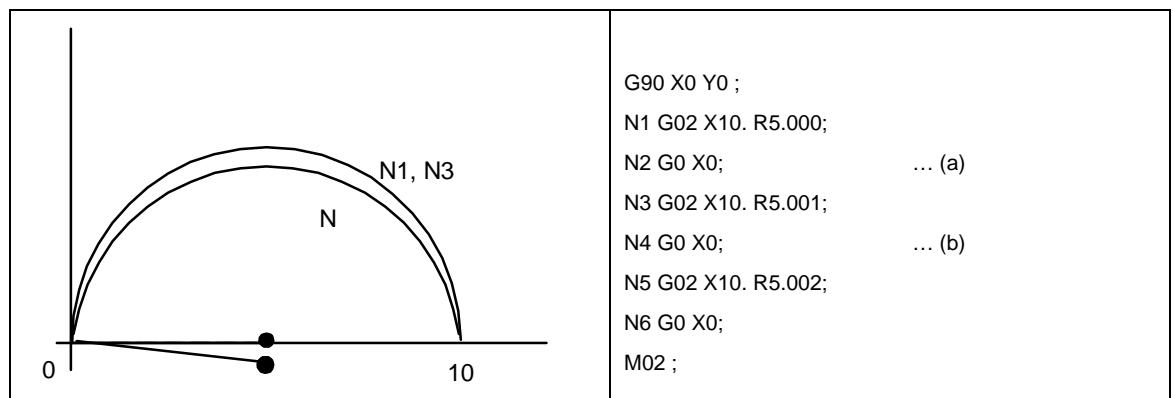 N1, N3
N
0
10
G90 X0 Y0 ;
N1 G02 X10. R5.000;
N2 G0 X0; … (a)
N3 G02 X10. R5.001;
N4 G0 X0; … (b)
N5 G02 X10. R5.002;
N6 G0 X0;
M02 ;